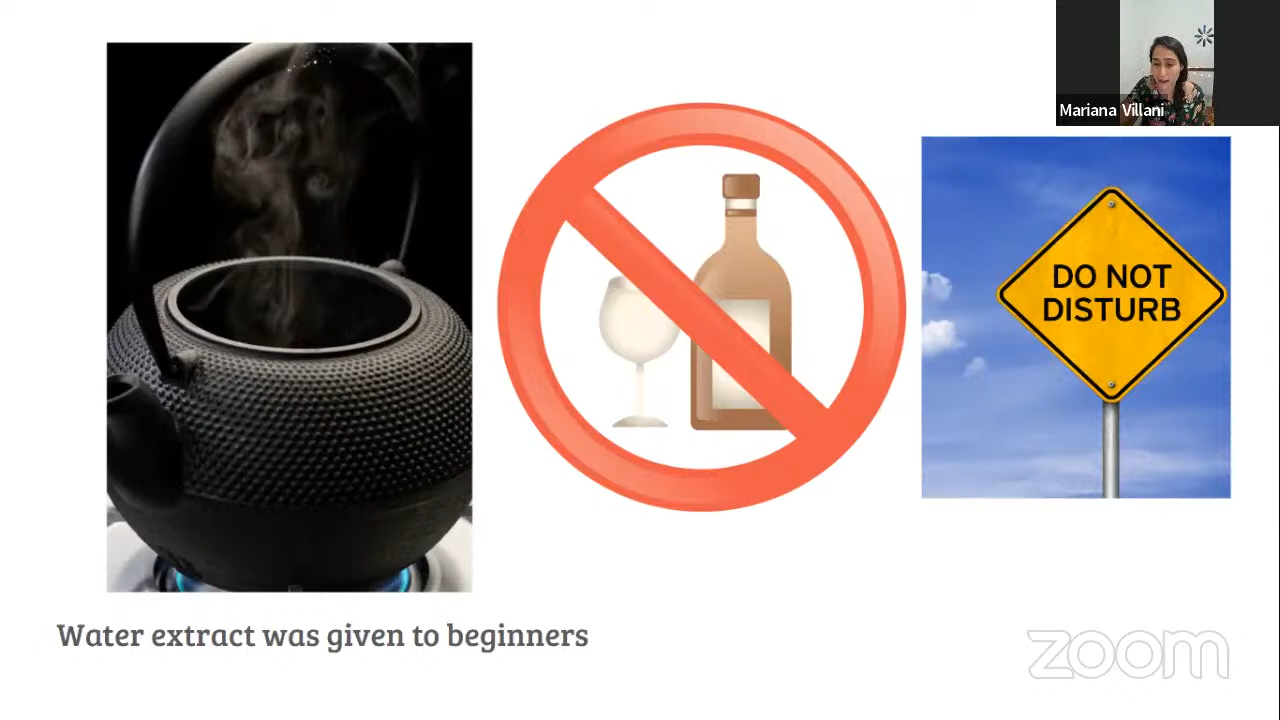 Mariana Villani
DO NOT
DISTURB
Water extract was given to beginners
zoom